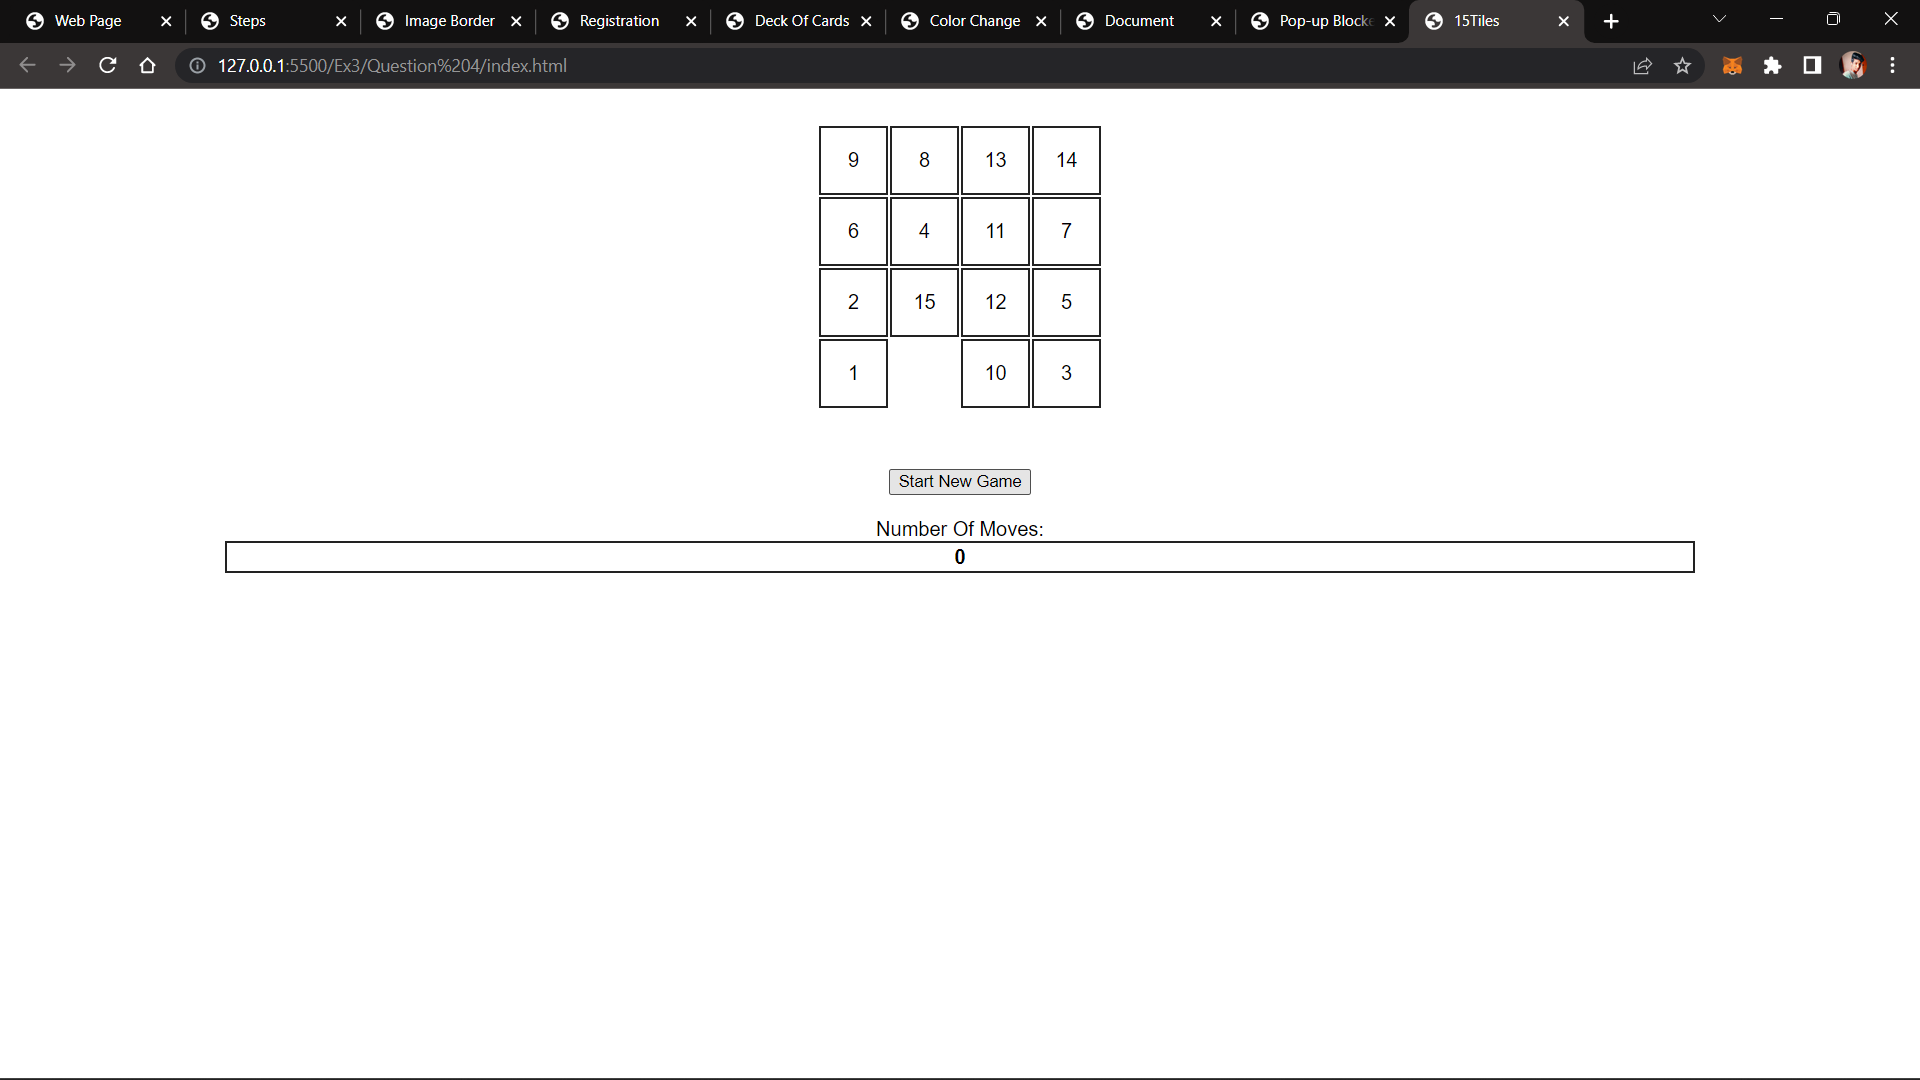 Web Page Steps Image Border Registration Deck Of Cards Color Change Document Pop-up Blocke 15Tiles
127.0.0.1:5500/Ex3/Question%204/index.html
9 8 13 14
6 4 11 7
2 15 12 5
1 10 3
Start New Game
Number Of Moves:
0